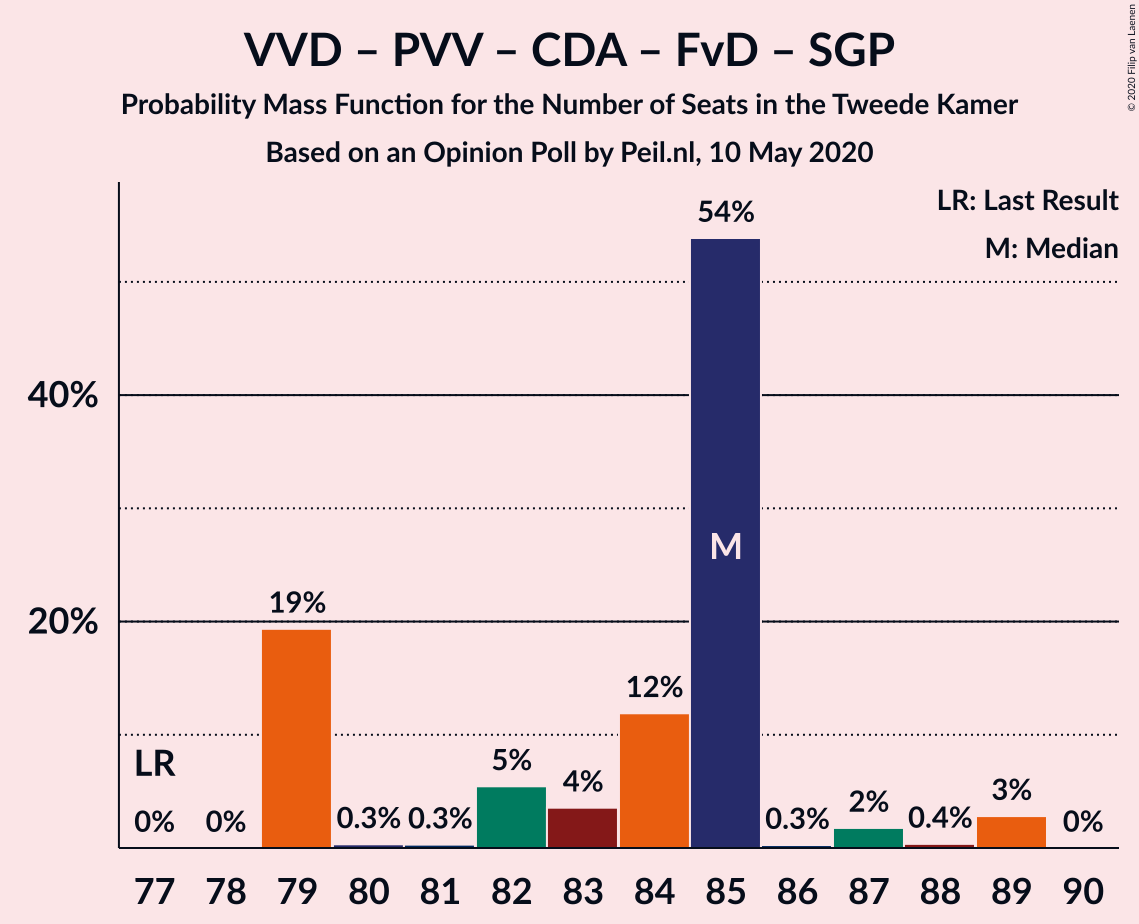 VVD – PVV – CDA – FvD – SGP
Probability Mass Function for the Number of Seats in the Tweede Kamer
Based on an Opinion Poll by Peil.nl, 10 May 2020
© 2020 Filip van Laenen
LR: Last Result
M: Median
54%
40%
M
19%
20%
12%
LR
5%
4%
3%
2%
0%
0%
0.3%
0.3%
0.3%
0.4%
0%
77 78 79 80 81 82 83 84 85 86 87 88 89 90